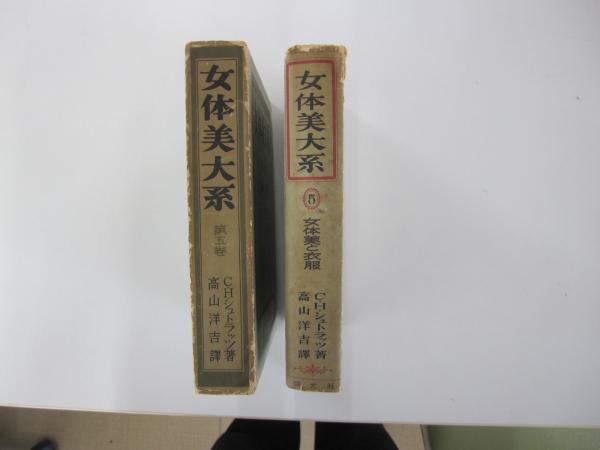 女体美大系
第五卷
C・H・シュトラッツ著
高山洋吉譯
女体美大系
5
女体美と衣服
C・H・シュトラッツ著
高山洋吉譯